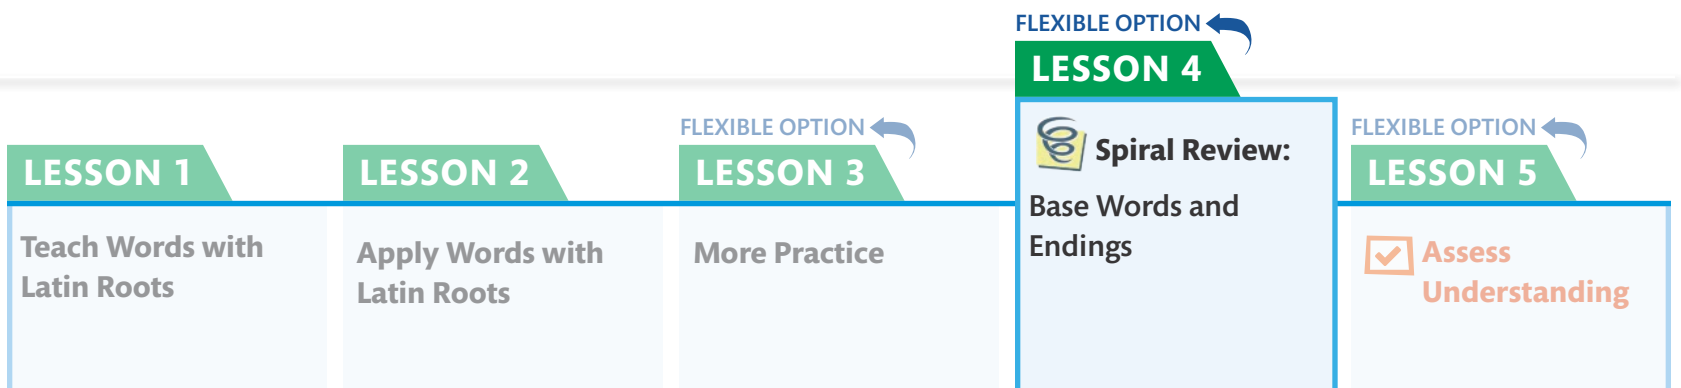 LESSON 1
Teach Words with
Latin Roots
LESSON 2
Apply Words with
Latin Roots
FLEXIBLE OPTION
LESSON 3
More Practice
FLEXIBLE OPTION
LESSON 4
Spiral Review:
Base Words and
Endings
FLEXIBLE OPTION
LESSON 5
Assess
Understanding